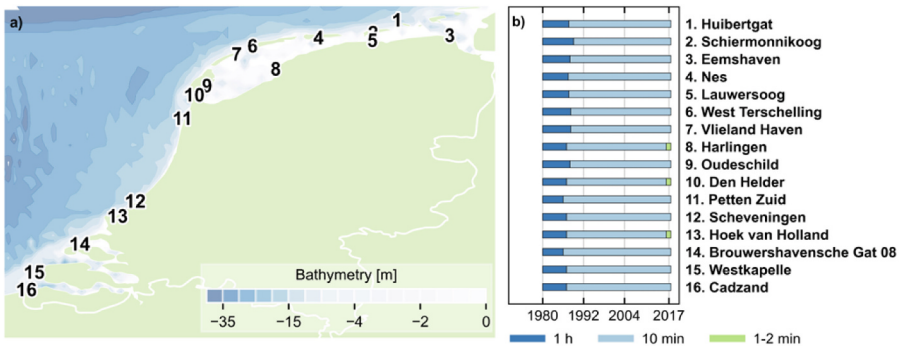 a)
1
2
3
4
5
6
7
8
9
10
11
12
13
14
15
16
Bathymetry [m]
−35 −15 −4 −2 0
b)
1. Huibertgat
2. Schiermonnikoog
3. Eemshaven
4. Nes
5. Lauwersoog
6. West Terschelling
7. Vlieland Haven
8. Harlingen
9. Oudeschild
10. Den Helder
11. Petten Zuid
12. Scheveningen
13. Hoek van Holland
14. Brouwershavensche Gat 08
15. Westkapelle
16. Cadzand
1980 1992 2004 2017
1 h 10 min 1-2 min